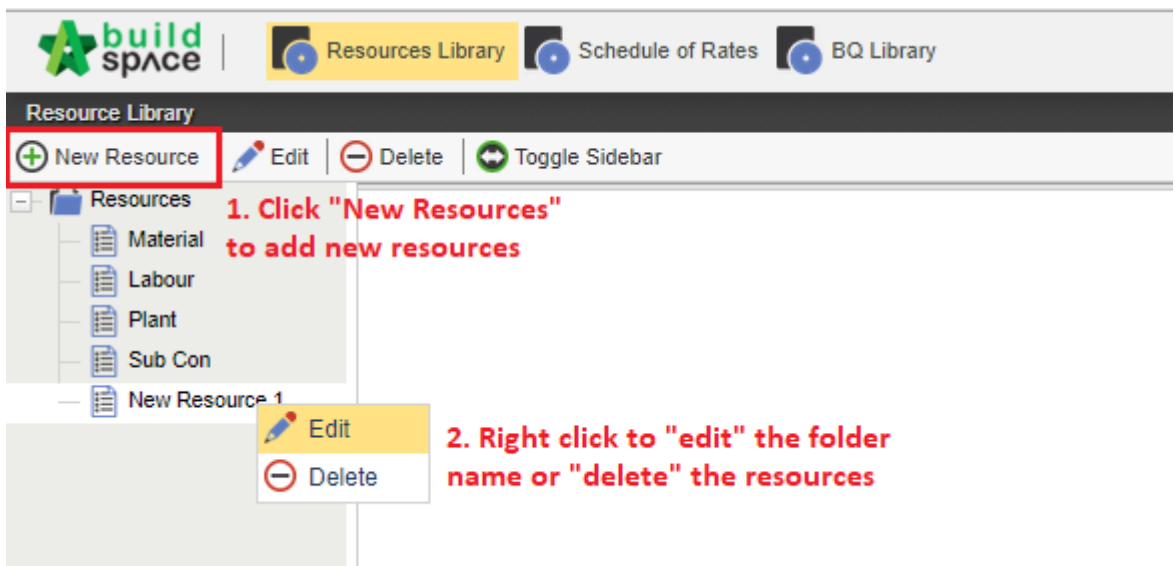 build space Resources Library Schedule of Rates BQ Library
Resource Library
New Resource Edit Delete Toggle Sidebar
Resources
1. Click "New Resources"
to add new resources
Material
Labour
Plant
Sub Con
New Resource 1
Edit
Delete
2. Right click to "edit" the folder
name or "delete" the resources